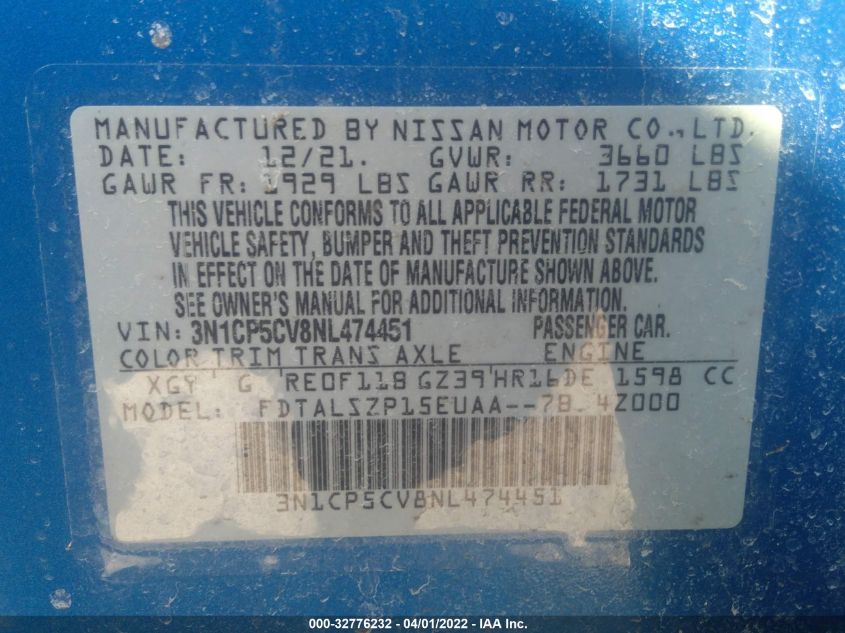 MANUFACTURED BY NISSAN MOTOR CO., LTD.
DATE: 12/21. GVWR: 3660 LBS
GAWR FR: 1929 LBS GAWR RR: 1731 LBS
THIS VEHICLE CONFORMS TO ALL APPLICABLE FEDERAL MOTOR
VEHICLE SAFETY, BUMPER AND THEFT PREVENTION STANDARDS
IN EFFECT ON THE DATE OF MANUFACTURE SHOWN ABOVE.
SEE OWNER'S MANUAL FOR ADDITIONAL INFORMATION.
VIN: 3N1CP5CV8NL474451 PASSENGER CAR.
COLOR TRIM TRANS AXLE ENGINE
XGY G RE0F11B GZ39 HR16DE 1598 CC
MODEL: FDTALSZP15EUAA--7B 4Z000
3N1CP5CV8NL474451
000-32776232 - 04/01/2022 - IAA Inc.